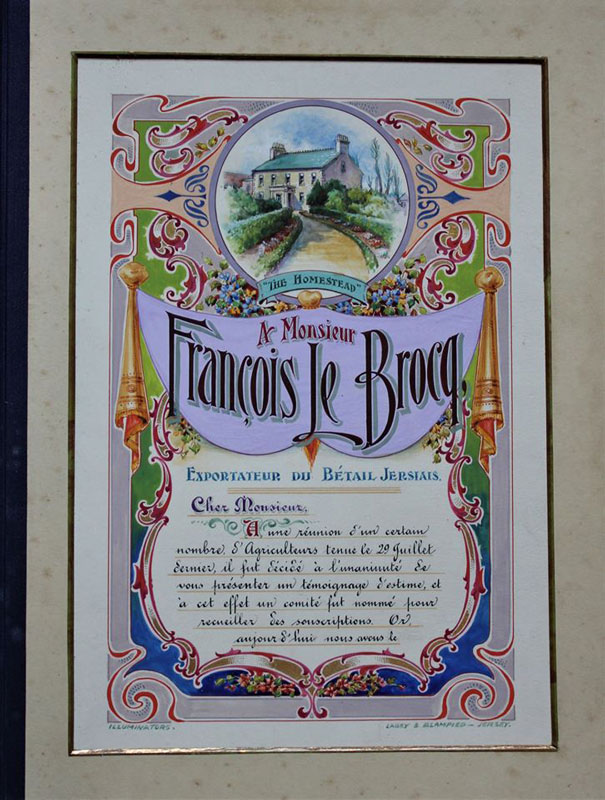 "The Homestead"
A Monsieur
François Le Brocq,
Exportateur du Bétail Jersiais.
Cher Monsieur,
A une réunion d'un certain
nombre d'Agriculteurs tenue le 29 Juillet
dernier, il fut décidé à l'unanimité de
vous présenter un témoignage d'estime, et
à cet effet un comité fut nommé pour
recueiller des souscriptions. Or
aujourd'hui nous avons le
Illuminators.
&  Blampied – Jersey.